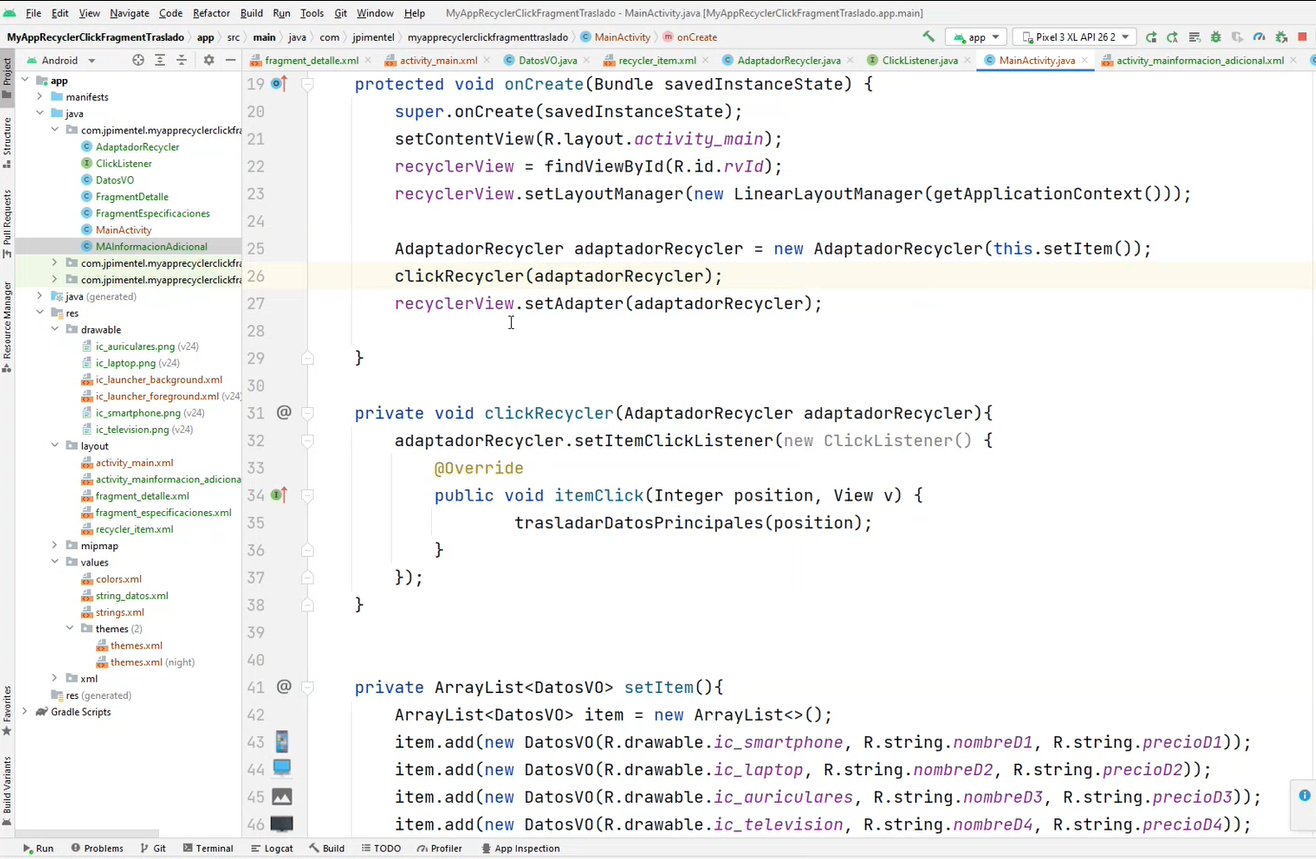 File Edit View Navigate Code Refactor Build Run Tools Git Window Help MyAppRecyclerClickFragmentTraslado - MainActivity.java [MyAppRecyclerClickFragmentTraslado.app.main]
MyAppRecyclerClickFragmentTraslado app src main java com jpimentel myapprecyclerclickfragmenttraslado MainActivity onCreate app Pixel 3 XL API 26 2
Android fragment_detalle.xml activity_main.xml DatosVO.java recycler_item.xml AdaptadorRecycler.java ClickListener.java MainActivity.java activity_mainformacion_adicional.xml
Project
Structure
Pull Requests
Resource Manager
Favorites
Build Variants
app
manifests
java
com.jpimentel.myapprecyclerclickfra
AdaptadorRecycler
ClickListener
DatosVO
FragmentDetalle
FragmentEspecificaciones
MainActivity
MAInformacionAdicional
com.jpimentel.myapprecyclerclickfra
com.jpimentel.myapprecyclerclickfra
java (generated)
res
drawable
ic_auriculares.png (v24)
ic_laptop.png (v24)
ic_launcher_background.xml
ic_launcher_foreground.xml (v24)
ic_smartphone.png (v24)
ic_television.png (v24)
layout
activity_main.xml
activity_mainformacion_adiciona
fragment_detalle.xml
fragment_especificaciones.xml
recycler_item.xml
mipmap
values
colors.xml
string_datos.xml
strings.xml
themes (2)
themes.xml
themes.xml (night)
xml
res (generated)
Gradle Scripts
19 protected void onCreate(Bundle savedInstanceState) {
20 super.onCreate(savedInstanceState);
21 setContentView(R.layout.activity_main);
22 recyclerView = findViewById(R.id.rvId);
23 recyclerView.setLayoutManager(new LinearLayoutManager(getApplicationContext()));
24
25 AdaptadorRecycler adaptadorRecycler = new AdaptadorRecycler(this.setItem());
26 clickRecycler(adaptadorRecycler);
27 recyclerView.setAdapter(adaptadorRecycler);
28
29 }
30
31 @ private void clickRecycler(AdaptadorRecycler adaptadorRecycler){
32 adaptadorRecycler.setItemClickListener(new ClickListener() {
33 @Override
34 public void itemClick(Integer position, View v) {
35 trasladarDatosPrincipales(position);
36 }
37 });
38 }
39
40
41 @ private ArrayList<DatosVO> setItem(){
42 ArrayList<DatosVO> item = new ArrayList<>();
43 item.add(new DatosVO(R.drawable.ic_smartphone, R.string.nombreD1, R.string.precioD1));
44 item.add(new DatosVO(R.drawable.ic_laptop, R.string.nombreD2, R.string.precioD2));
45 item.add(new DatosVO(R.drawable.ic_auriculares, R.string.nombreD3, R.string.precioD3));
46 item.add(new DatosVO(R.drawable.ic_television, R.string.nombreD4, R.string.precioD4));
Run Problems Git Terminal Logcat Build TODO Profiler App Inspection